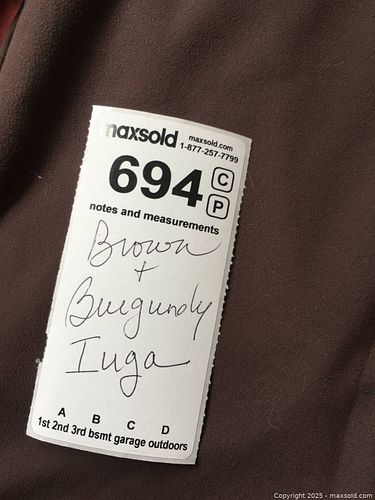 maxsold maxsold.com
1-877-257-7799
694 C
P
notes and measurements
Brown
+
Burgundy
Iuga
A B C D
1st 2nd 3rd bsmt garage outdoors
Copyright 2025 - maxsold.com